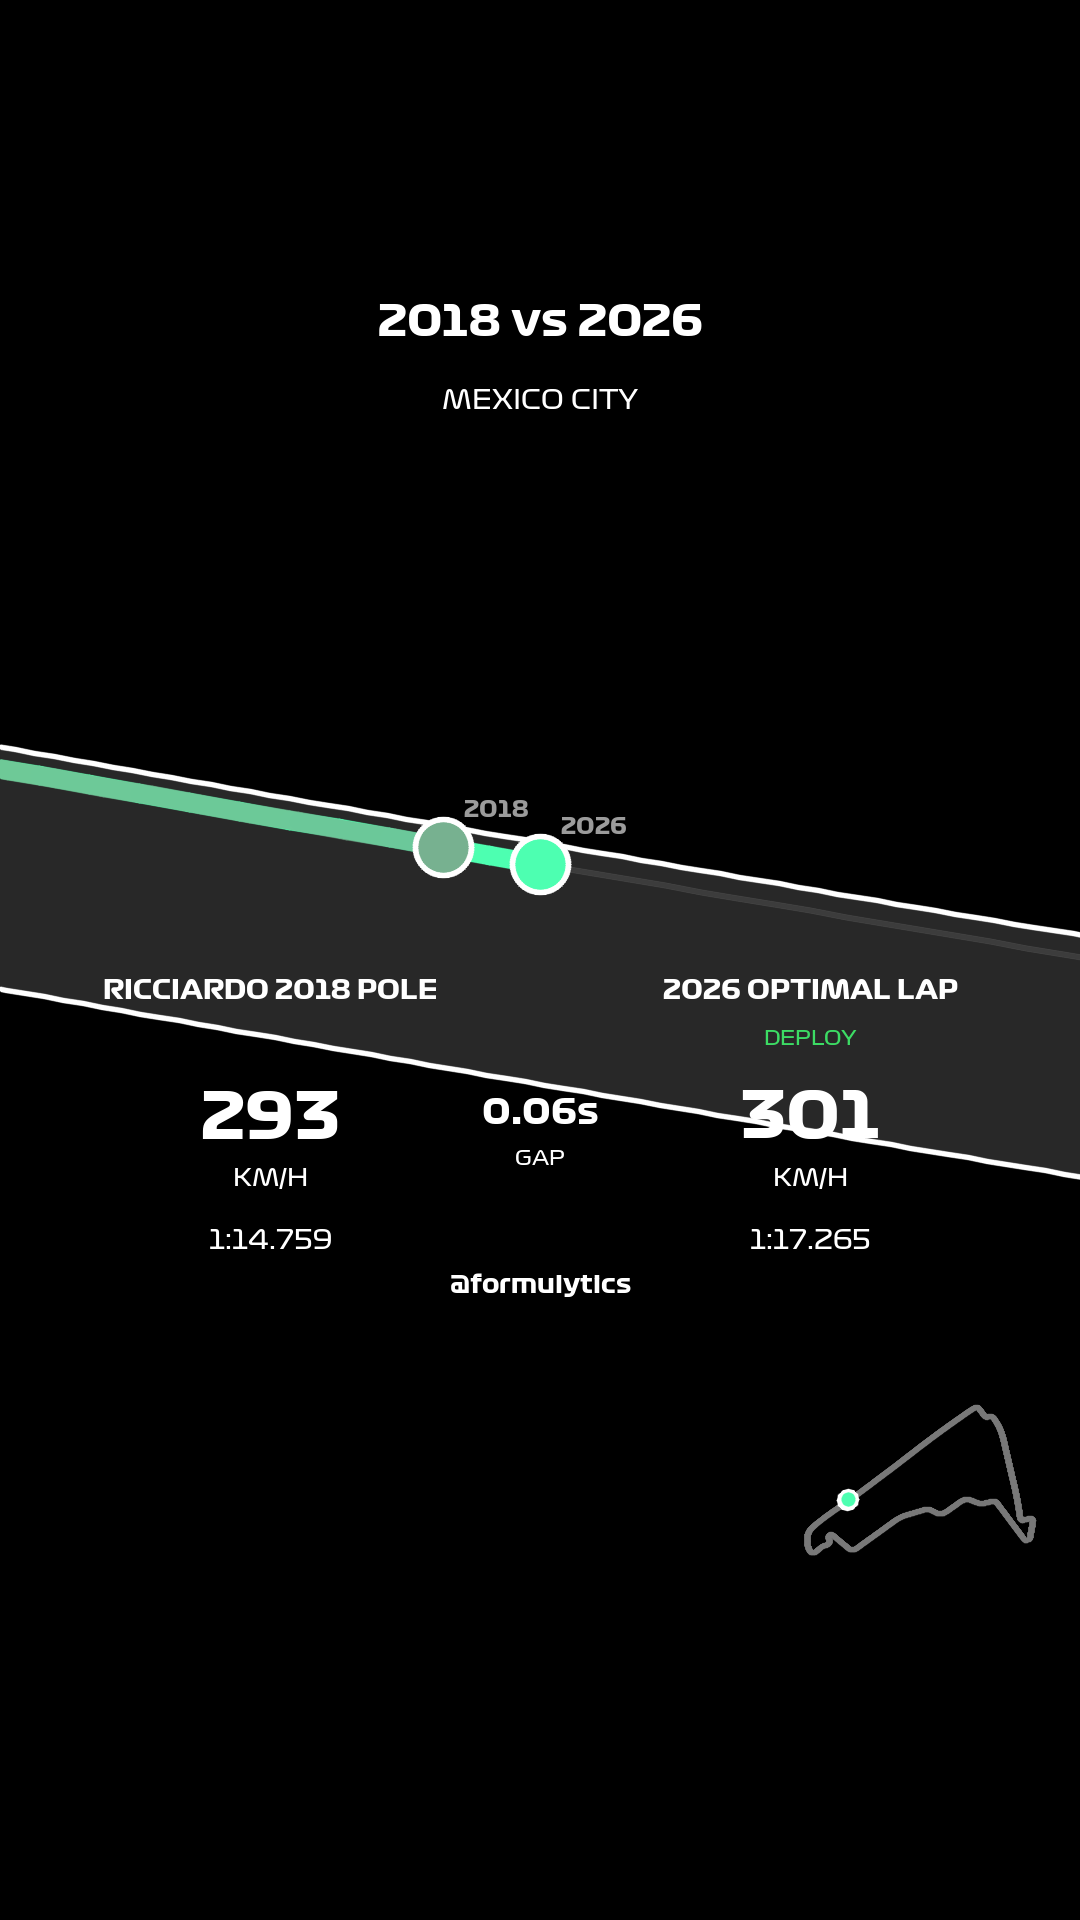 2018 vs 2026
MEXICO CITY
2018
2026
RICCIARDO 2018 POLE
2026 OPTIMAL LAP
DEPLOY
293
0.06s
301
KM/H
GAP
KM/H
1:14.759
1:17.265
@formulytics